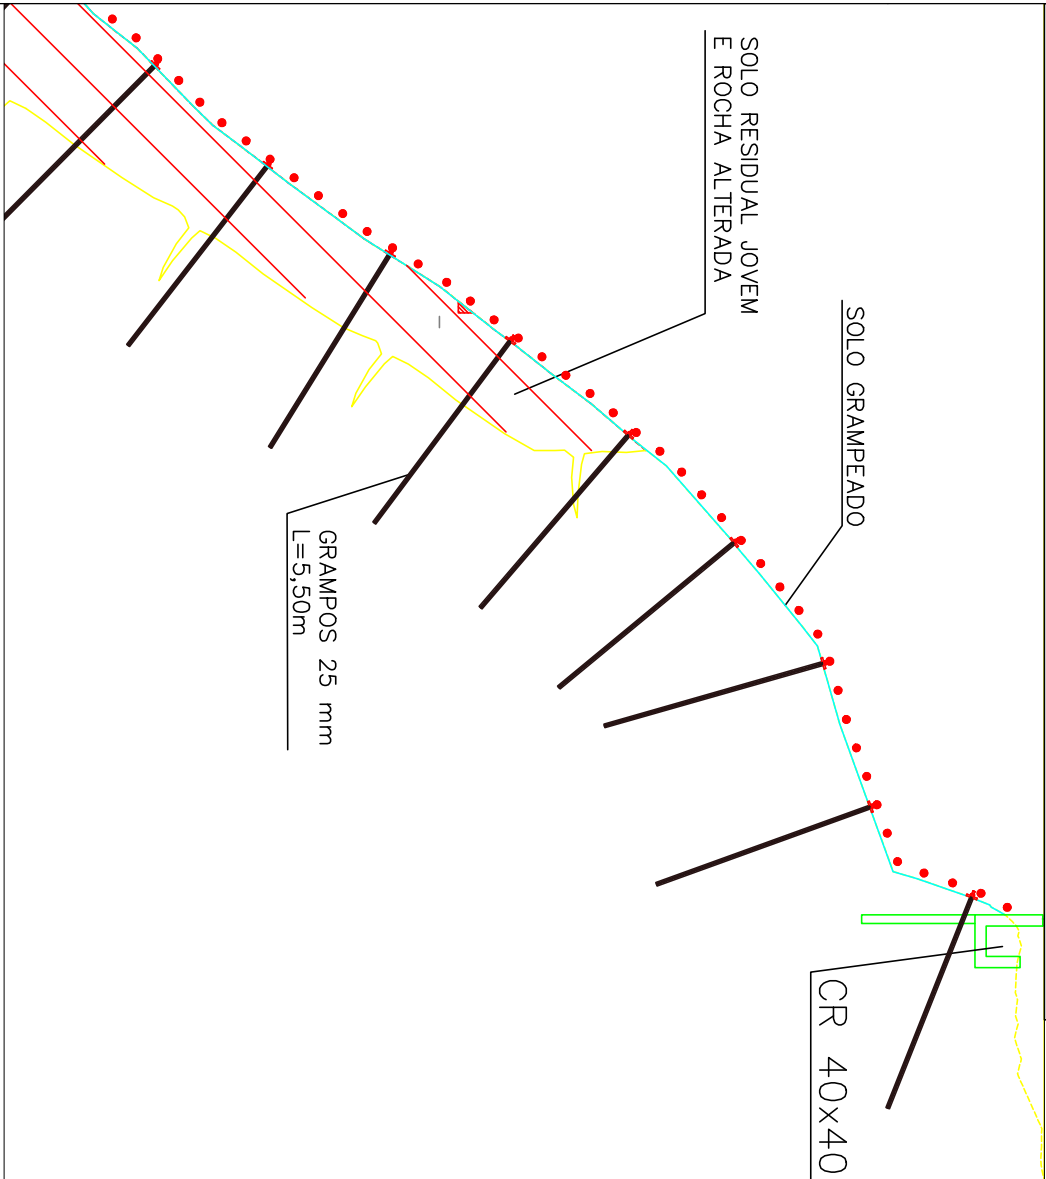 SOLO RESIDUAL JOVEM
E ROCHA ALTERADA
SOLO GRAMPEADO
GRAMPOS 25 mm
L=5,50m
CR 40x40